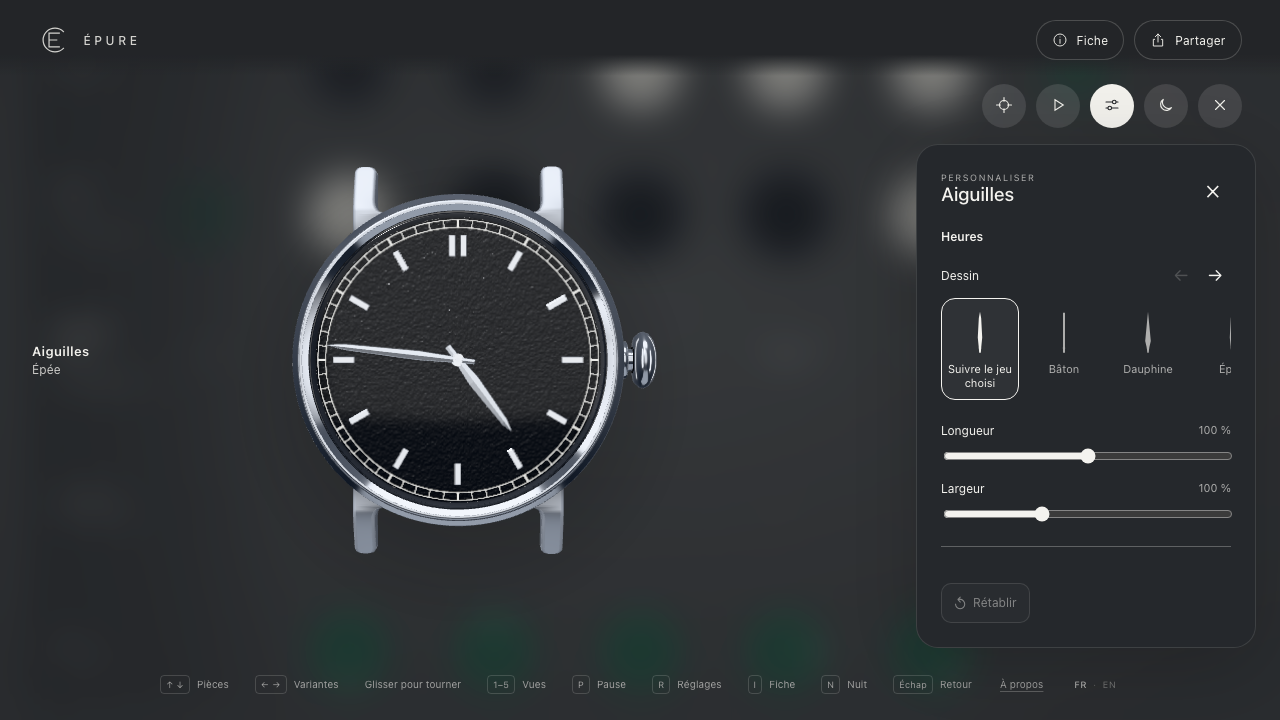 ÉPURE
Fiche
Partager
PERSONNALISER
Aiguilles
Heures
Dessin
Suivre le jeu
choisi
Bâton
Dauphine
Ép
Longueur
100 %
Largeur
100 %
Rétablir
Aiguilles
Épée
↑ ↓ Pièces
← → Variantes
Glisser pour tourner
1–5 Vues
P Pause
R Réglages
I Fiche
N Nuit
Échap Retour
À propos
FR · EN